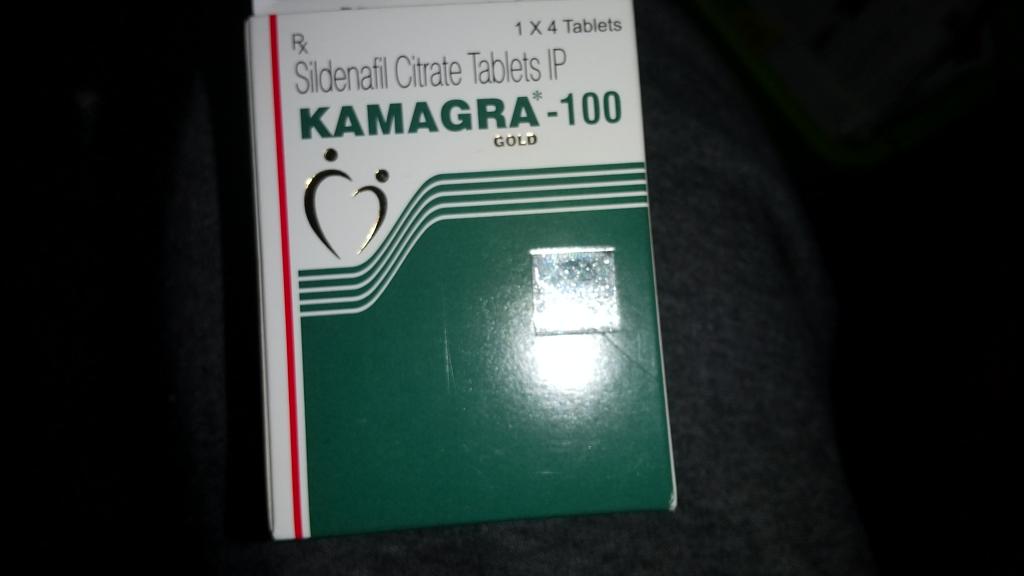 1 X 4 Tablets
Rx
Sildenafil Citrate Tablets IP
KAMAGRA*-100
GOLD